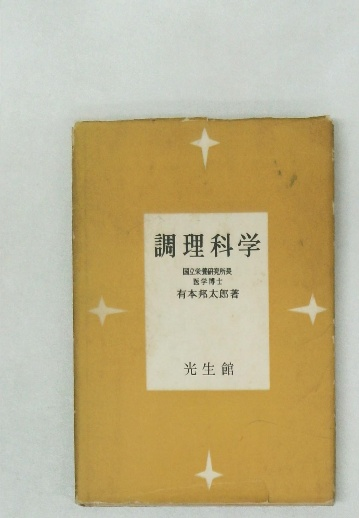 調理科学
国立栄養研究所長
医学博士
有本邦太郎著
光生館